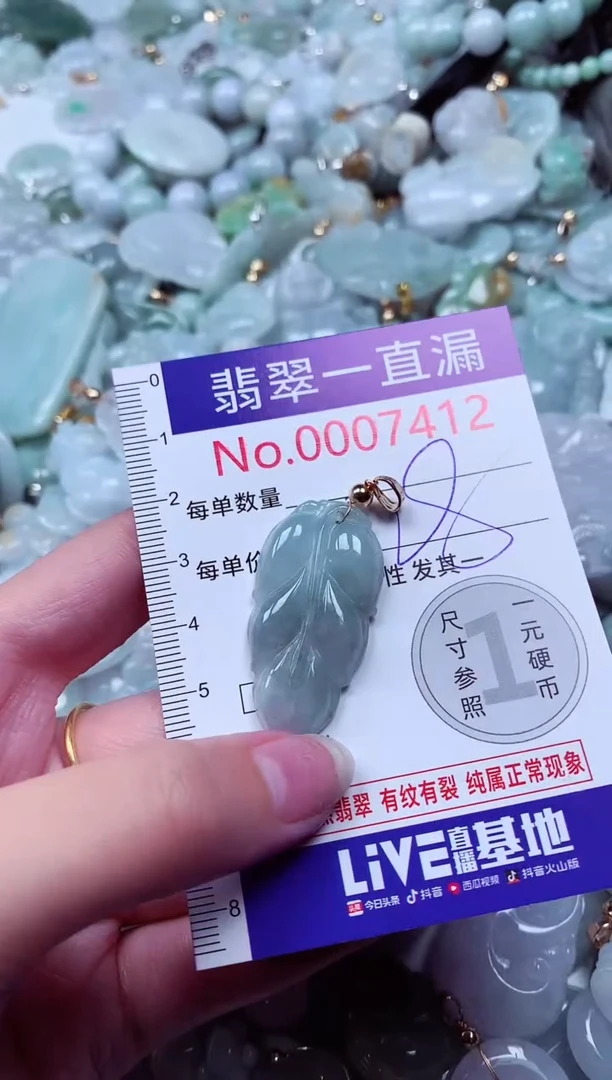 翡翠一直漏
No.0007412
每单数量
每单价
性发其一
尺寸参照
1
一元硬币
翡翠 有纹有裂 纯属正常现象
LiVE直播基地
头条 今日头条 抖音 西瓜视频 抖音火山版
0
1
2
3
4
5
8